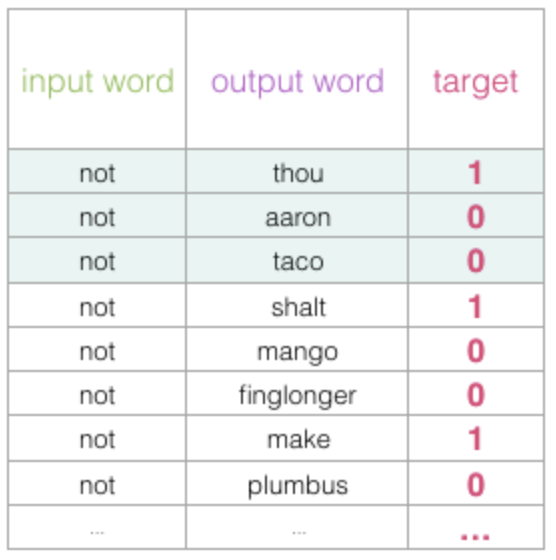 input word output word target
not thou 1
not aaron 0
not taco 0
not shalt 1
not mango 0
not finglonger 0
not make 1
not plumbus 0
... ... ...